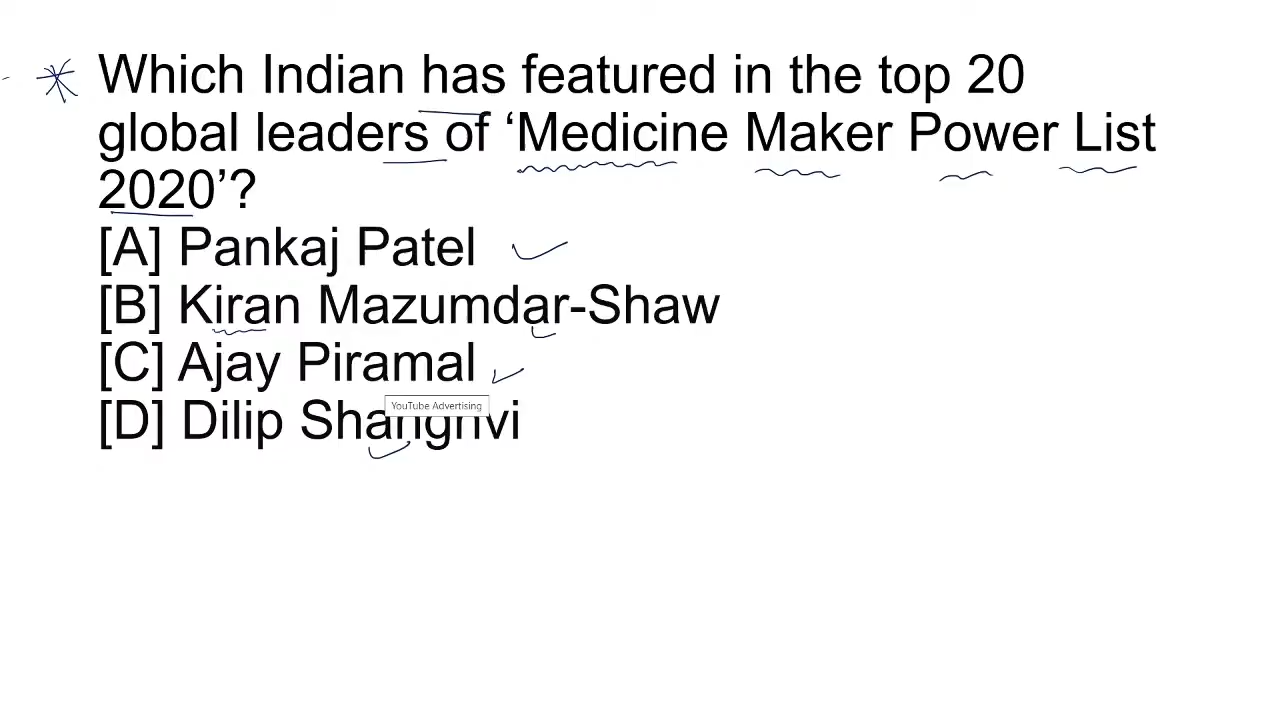 Which Indian has featured in the top 20
global leaders of ‘Medicine Maker Power List
2020’?
[A] Pankaj Patel
[B] Kiran Mazumdar-Shaw
[C] Ajay Piramal
YouTube Advertising
[D] Dilip Shanghvi